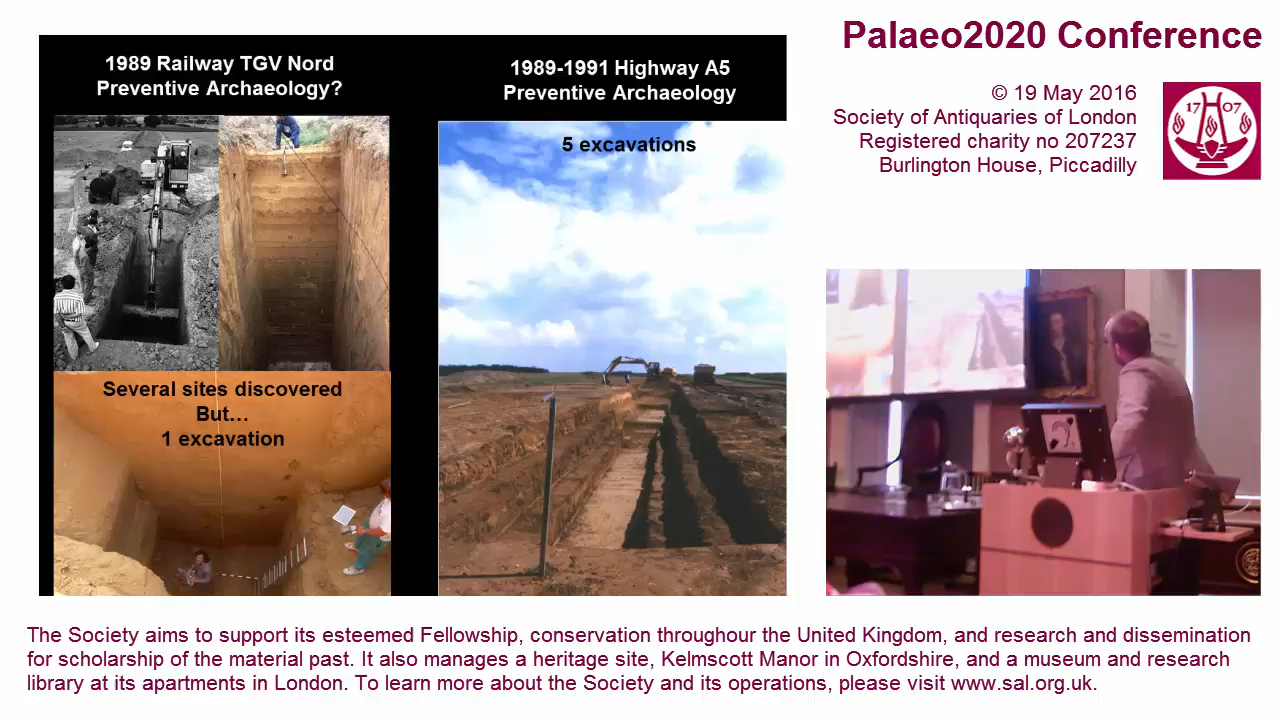 1989 Railway TGV Nord
Preventive Archaeology?
1989-1991 Highway A5
Preventive Archaeology
5 excavations
Several sites discovered
But...
1 excavation
Palaeo2020 Conference
© 19 May 2016
Society of Antiquaries of London
Registered charity no 207237
Burlington House, Piccadilly
17 07
The Society aims to support its esteemed Fellowship, conservation throughour the United Kingdom, and research and dissemination
for scholarship of the material past. It also manages a heritage site, Kelmscott Manor in Oxfordshire, and a museum and research
library at its apartments in London. To learn more about the Society and its operations, please visit www.sal.org.uk.